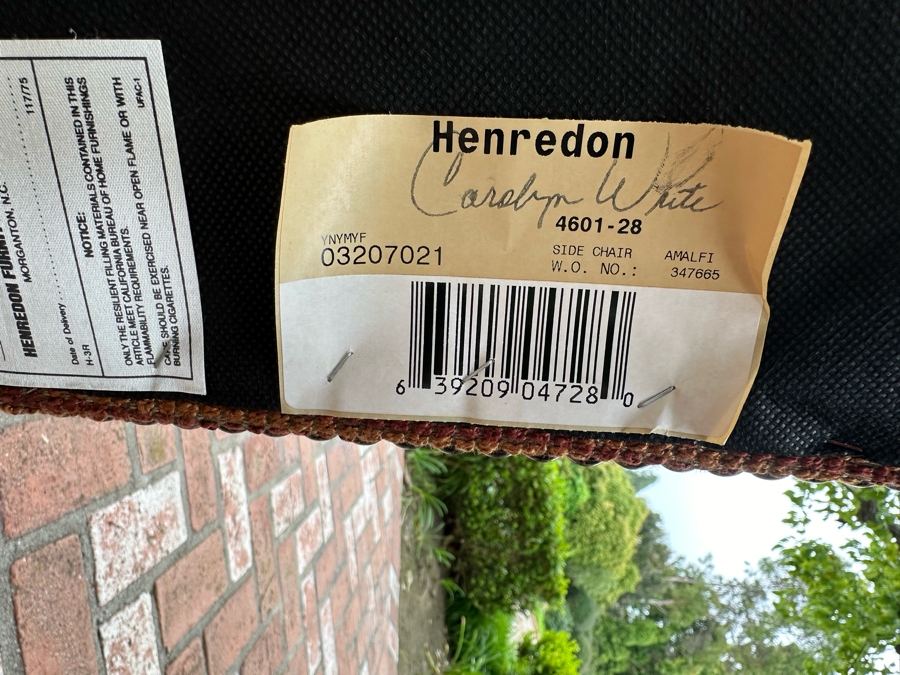 HENREDON FURNIT
MORGANTON, N.C.
Date of Delivery
H-3R 117/75
NOTICE:
ONLY THE RESILIENT FILLING MATERIALS CONTAINED IN THIS
ARTICLE MEET CALIFORNIA BUREAU OF HOME FURNISHINGS
FLAMMABILITY REQUIREMENTS.
CARE SHOULD BE EXERCISED NEAR OPEN FLAME OR WITH
BURNING CIGARETTES. UFAC-1
Henredon
Carolyn White
4601-28
YNYMYF
03207021
SIDE CHAIR AMALFI
W.O. NO.: 347665
6 39209 04728 0